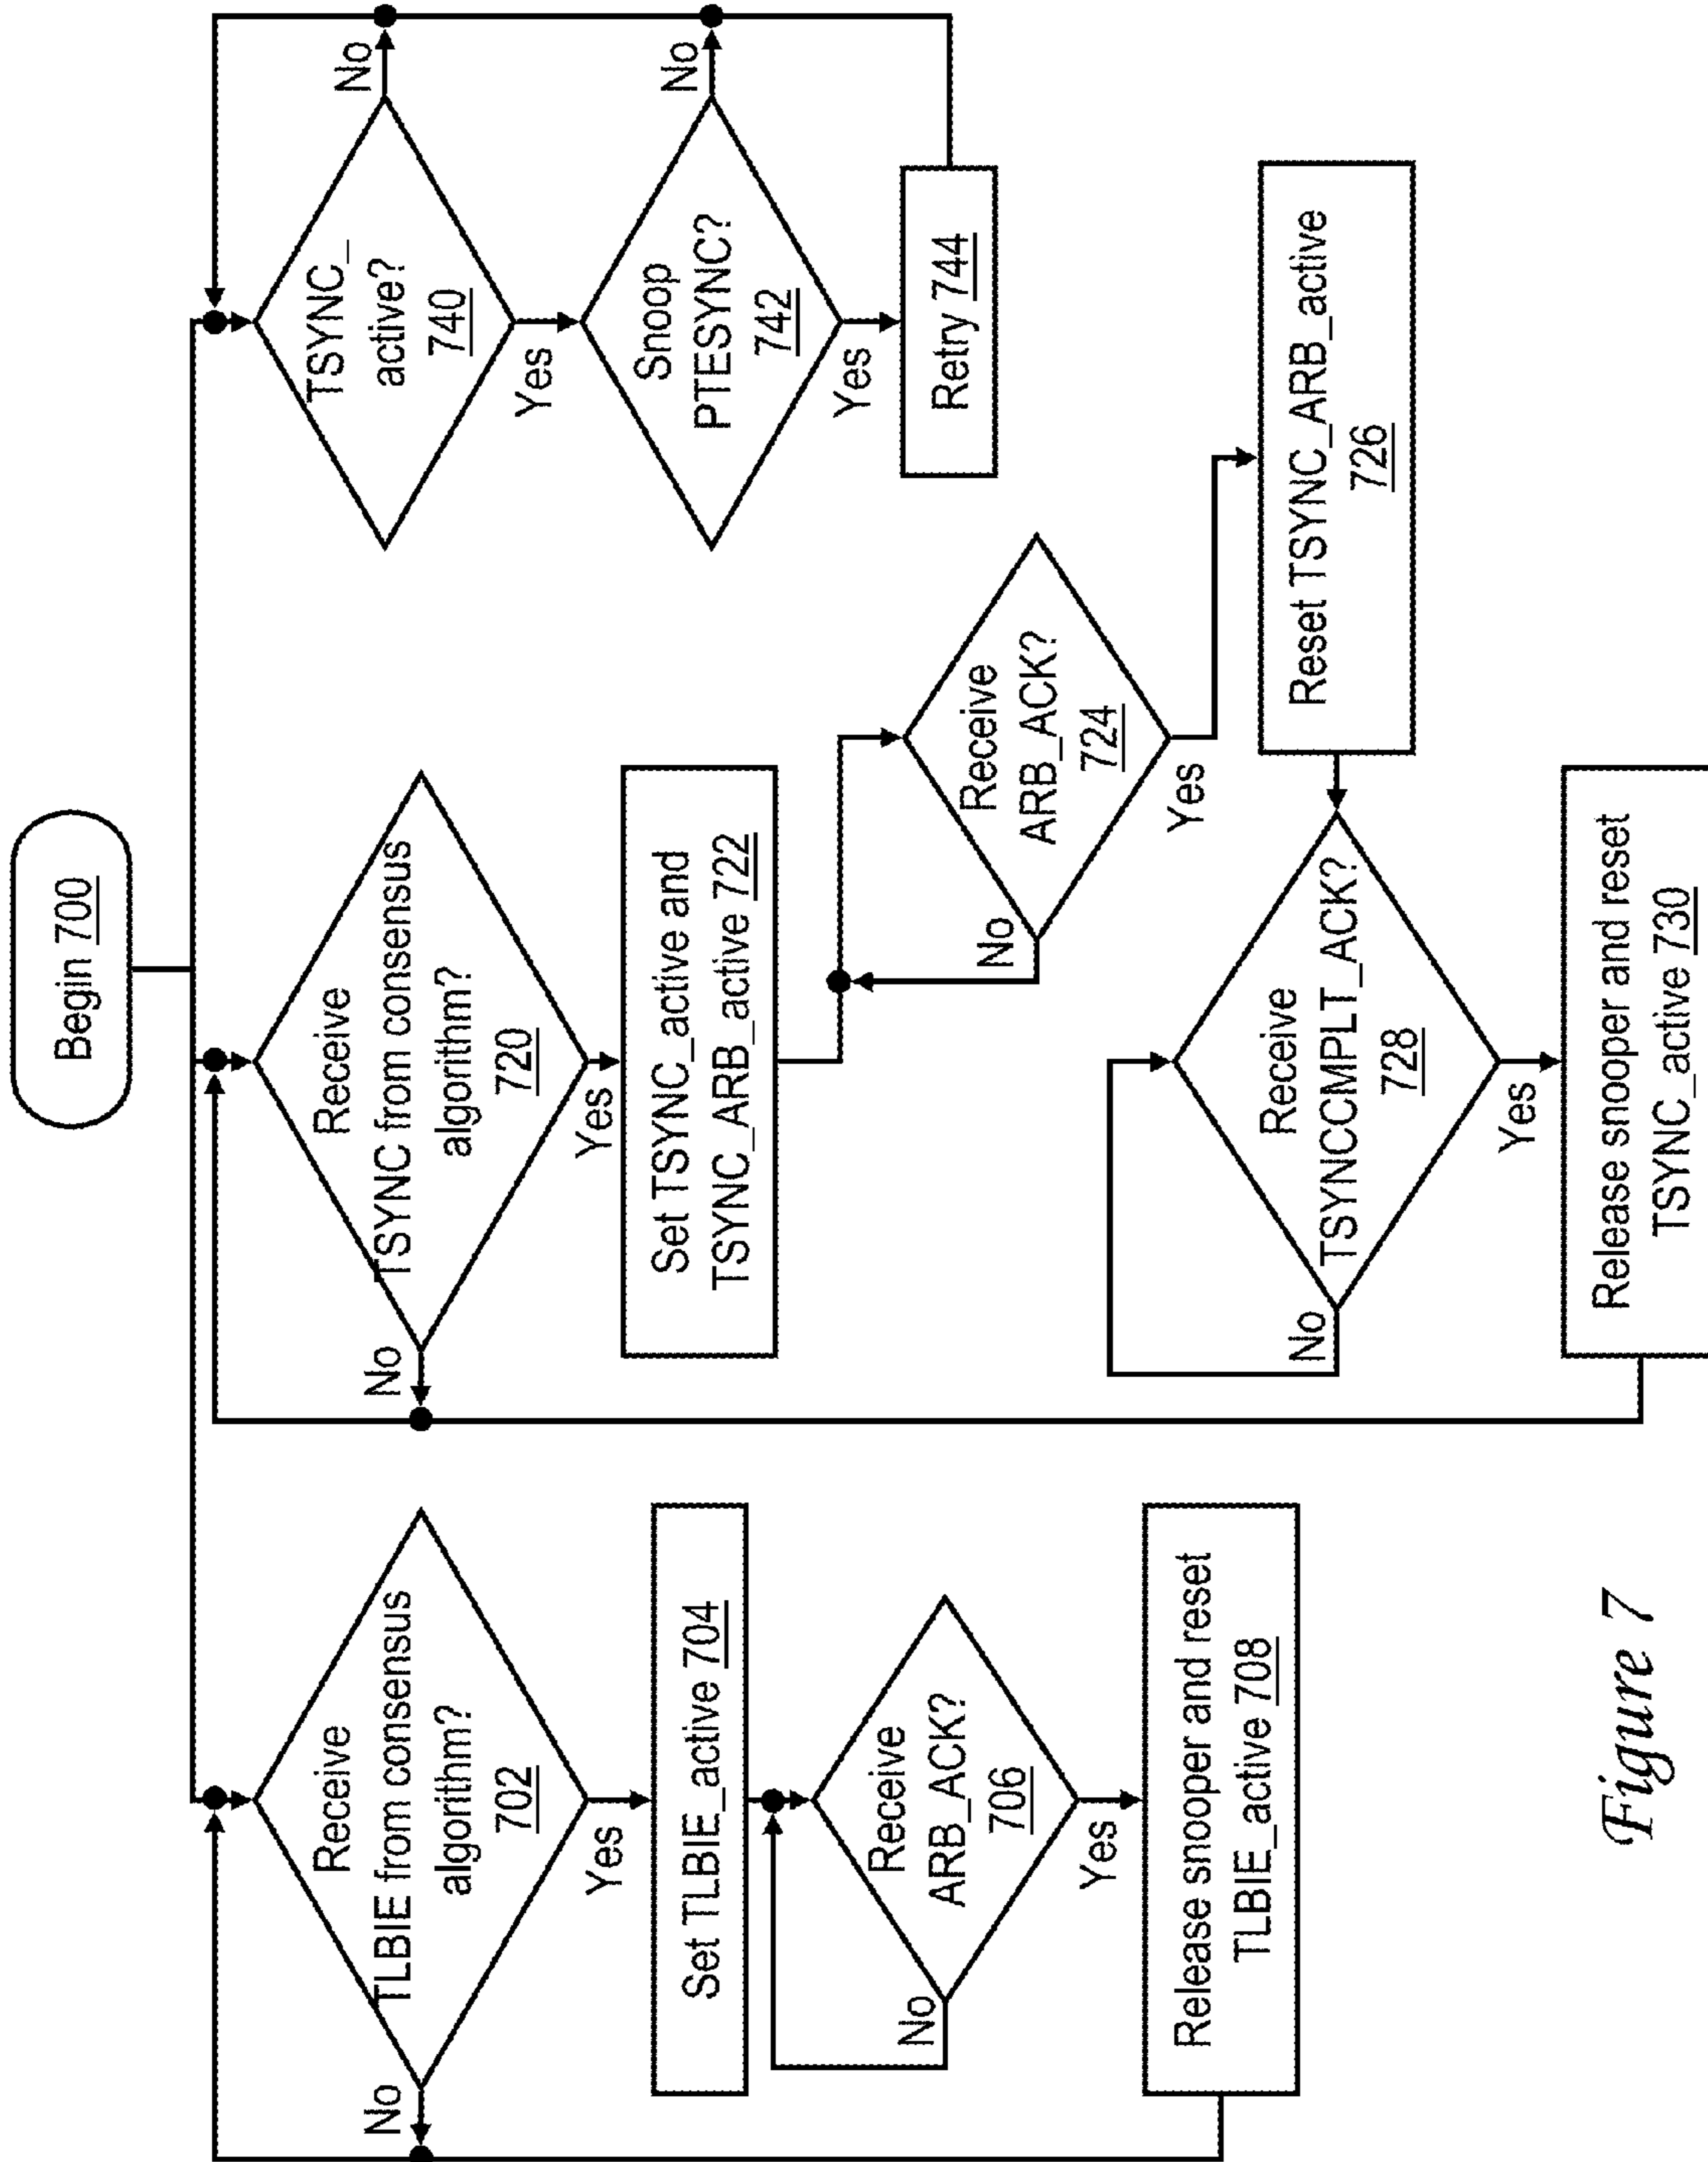 Begin 700
Receive
TLBIE from consensus
algorithm?
702
No
Yes
Set TLBIE_active 704
Receive
ARB_ACK?
706
No
Yes
Release snooper and reset
TLBIE_active 708
Receive
TSYNC from consensus
algorithm?
720
No
Yes
Set TSYNC_active and
TSYNC_ARB_active 722
Receive
ARB_ACK?
724
No
Yes
Reset TSYNC_ARB_active
726
Receive
TSYNCCMPLT_ACK?
728
No
Yes
Release snooper and reset
TSYNC_active 730
TSYNC_
active?
740
No
Yes
Snoop
PTESYNC?
742
No
Yes
Retry 744
Figure 7